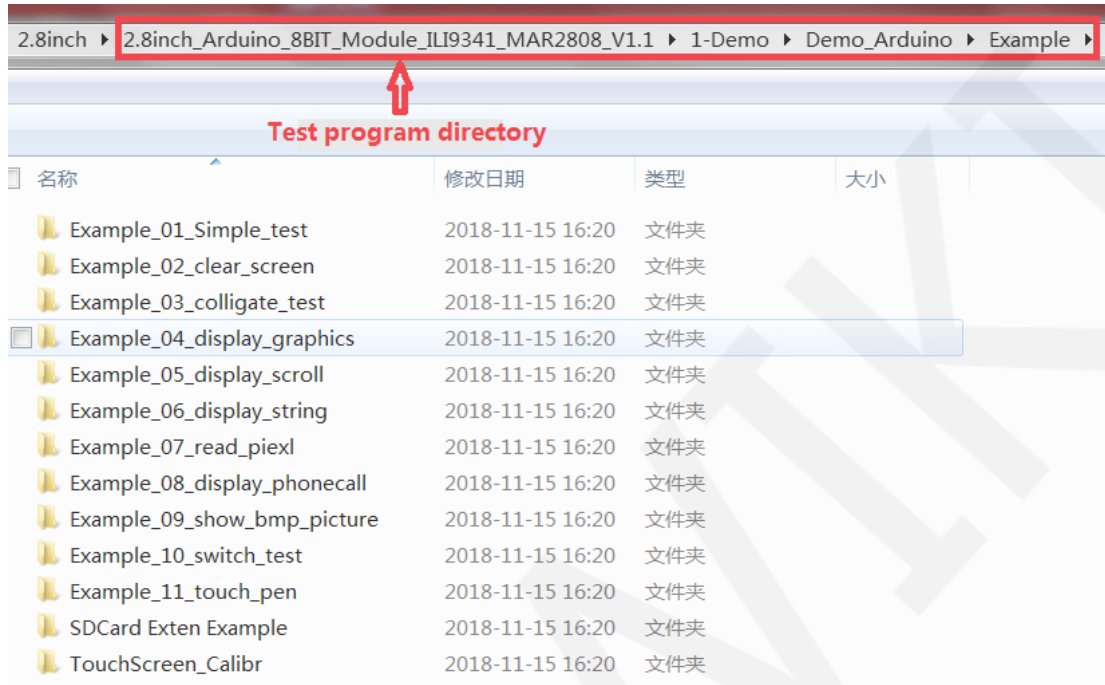 2.8inch ▸ 2.8inch_Arduino_8BIT_Module_ILI9341_MAR2808_V1.1 ▸ 1-Demo ▸ Demo_Arduino ▸ Example ▸
Test program directory
名称 修改日期 类型 大小
Example_01_Simple_test 2018-11-15 16:20 文件夹
Example_02_clear_screen 2018-11-15 16:20 文件夹
Example_03_colligate_test 2018-11-15 16:20 文件夹
Example_04_display_graphics 2018-11-15 16:20 文件夹
Example_05_display_scroll 2018-11-15 16:20 文件夹
Example_06_display_string 2018-11-15 16:20 文件夹
Example_07_read_piexl 2018-11-15 16:20 文件夹
Example_08_display_phonecall 2018-11-15 16:20 文件夹
Example_09_show_bmp_picture 2018-11-15 16:20 文件夹
Example_10_switch_test 2018-11-15 16:20 文件夹
Example_11_touch_pen 2018-11-15 16:20 文件夹
SDCard Exten Example 2018-11-15 16:20 文件夹
TouchScreen_Calibr 2018-11-15 16:20 文件夹